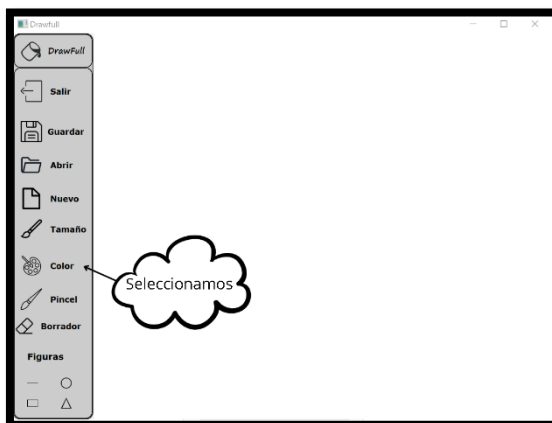 Drawfull
DrawFull
Salir
Guardar
Abrir
Nuevo
Tamaño
Color
Seleccionamos
Pincel
Borrador
Figuras